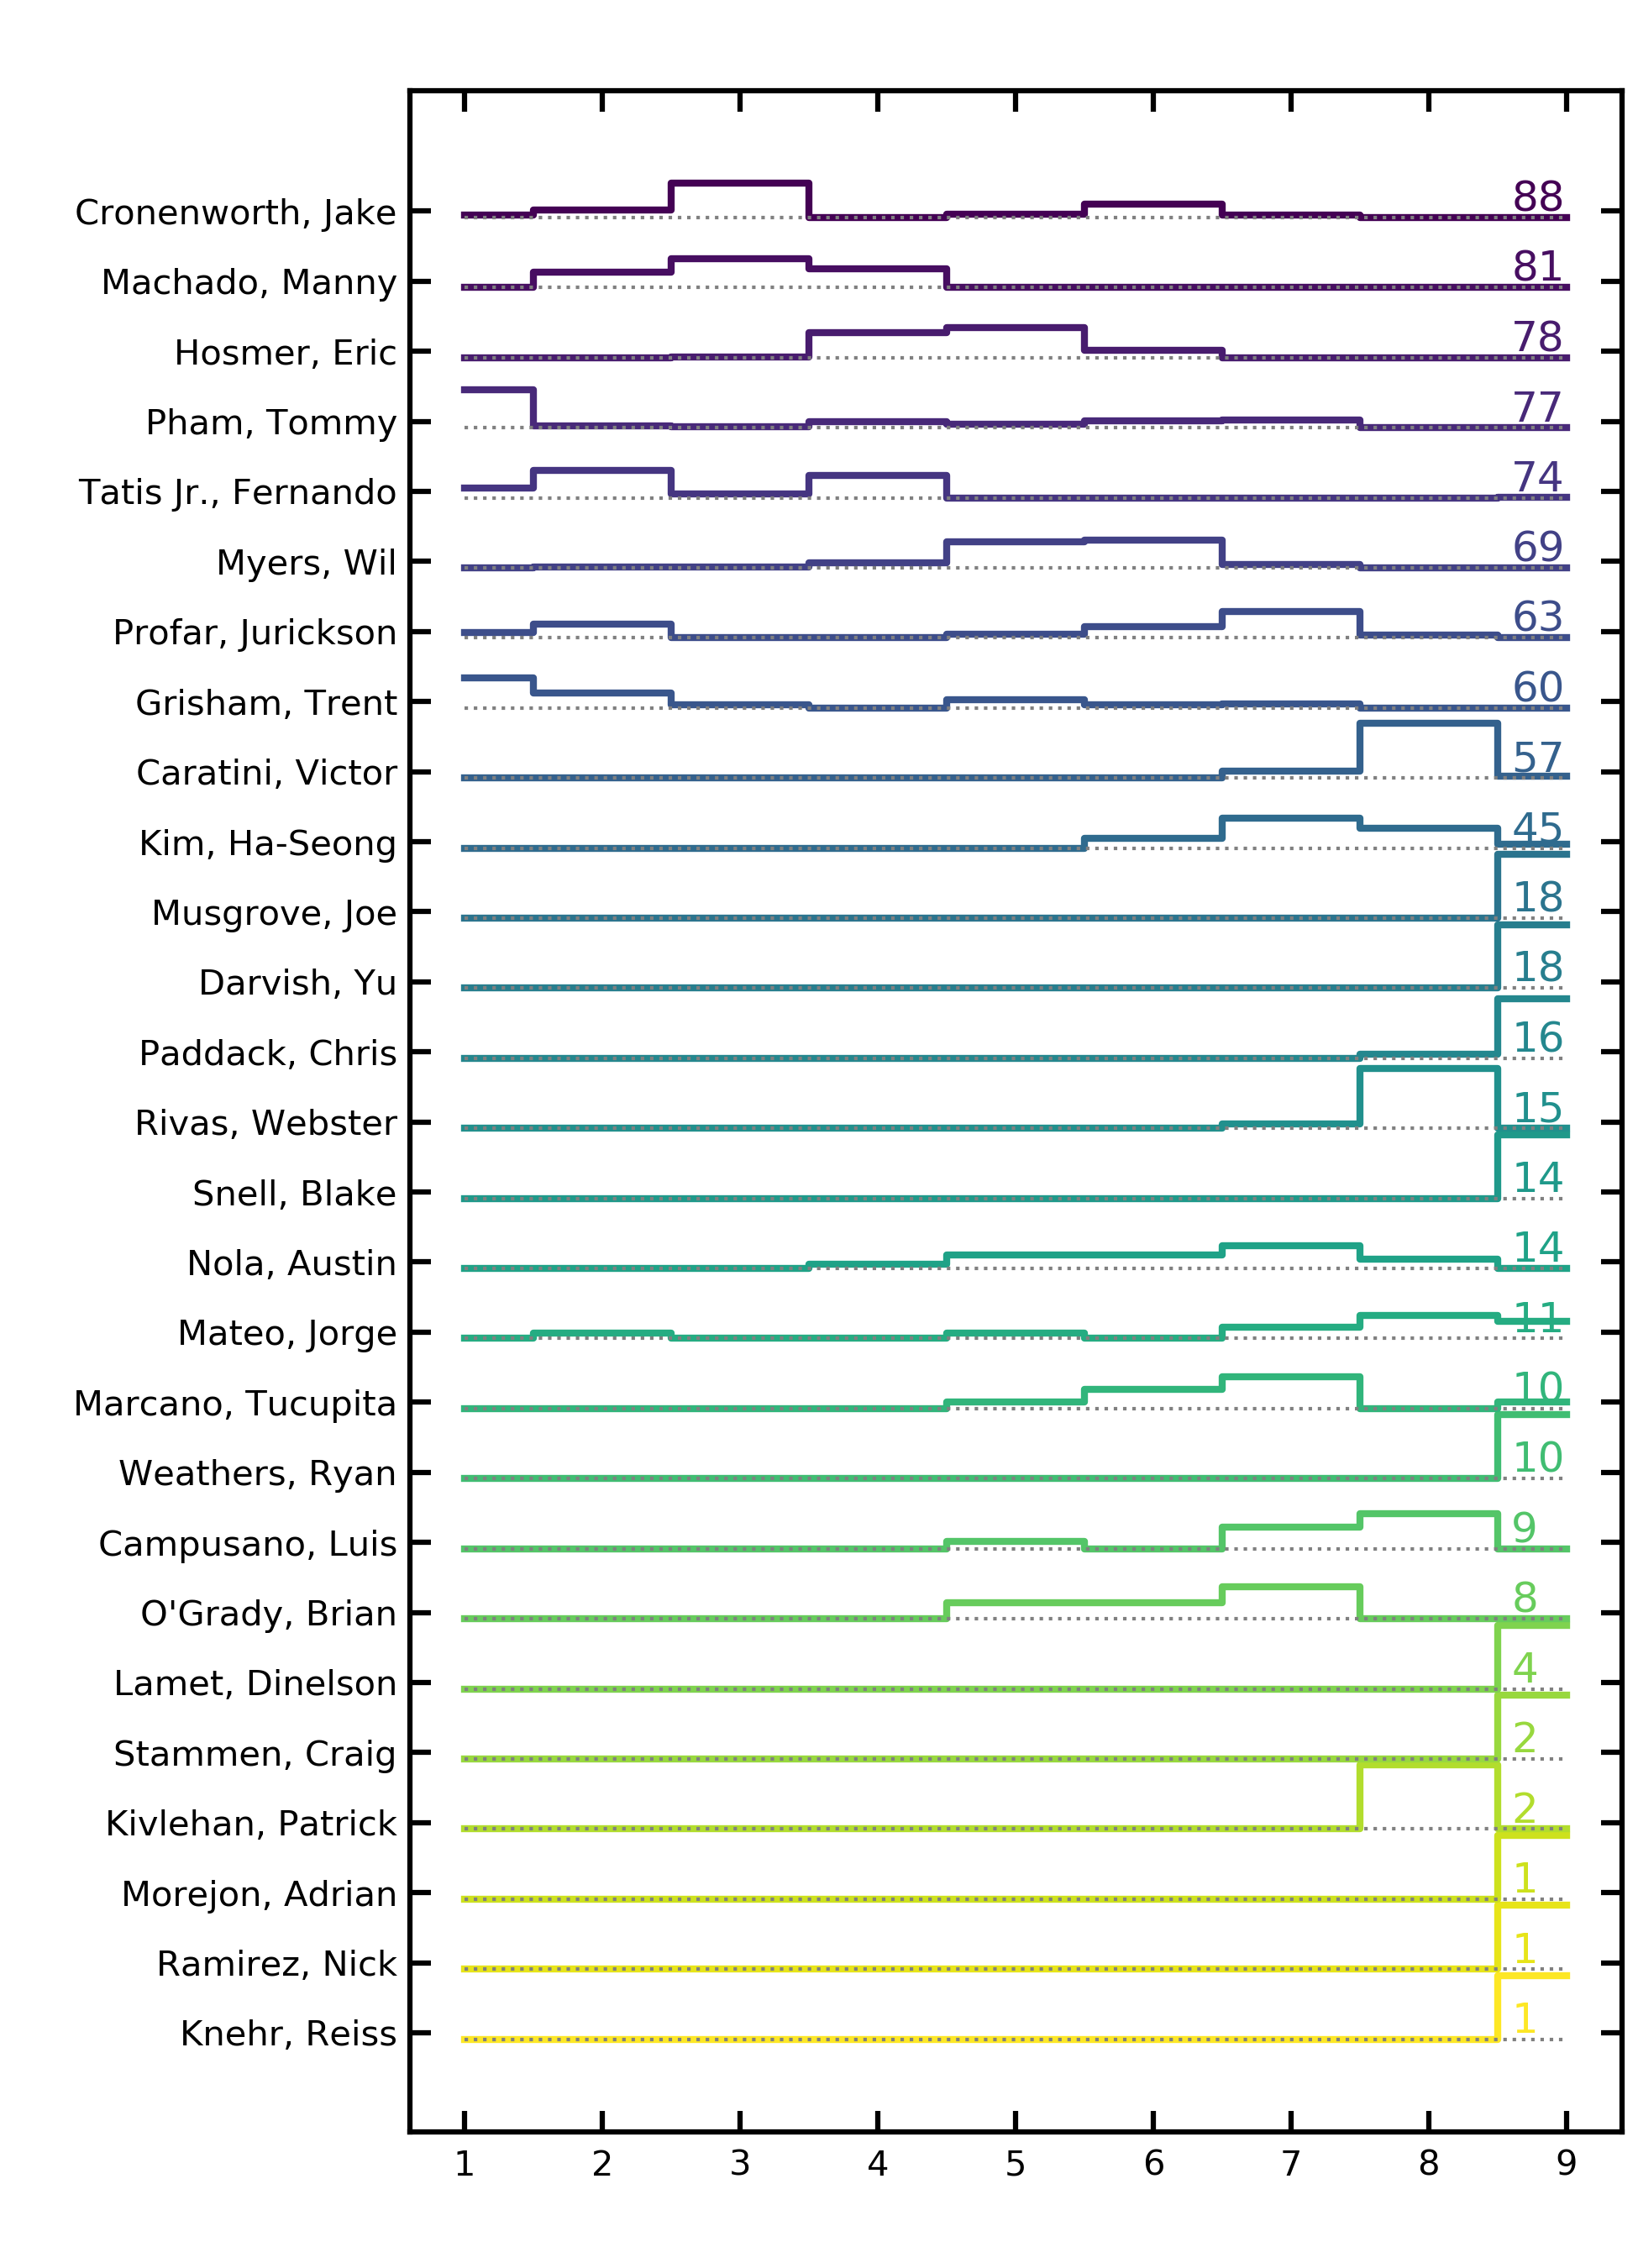 Cronenworth, Jake 88
Machado, Manny 81
Hosmer, Eric 78
Pham, Tommy 77
Tatis Jr., Fernando 74
Myers, Wil 69
Profar, Jurickson 63
Grisham, Trent 60
Caratini, Victor 57
Kim, Ha-Seong 45
Musgrove, Joe 18
Darvish, Yu 18
Paddack, Chris 16
Rivas, Webster 15
Snell, Blake 14
Nola, Austin 14
Mateo, Jorge 11
Marcano, Tucupita 10
Weathers, Ryan 10
Campusano, Luis 9
O'Grady, Brian 8
Lamet, Dinelson 4
Stammen, Craig 2
Kivlehan, Patrick 2
Morejon, Adrian 1
Ramirez, Nick 1
Knehr, Reiss 1
1 2 3 4 5 6 7 8 9